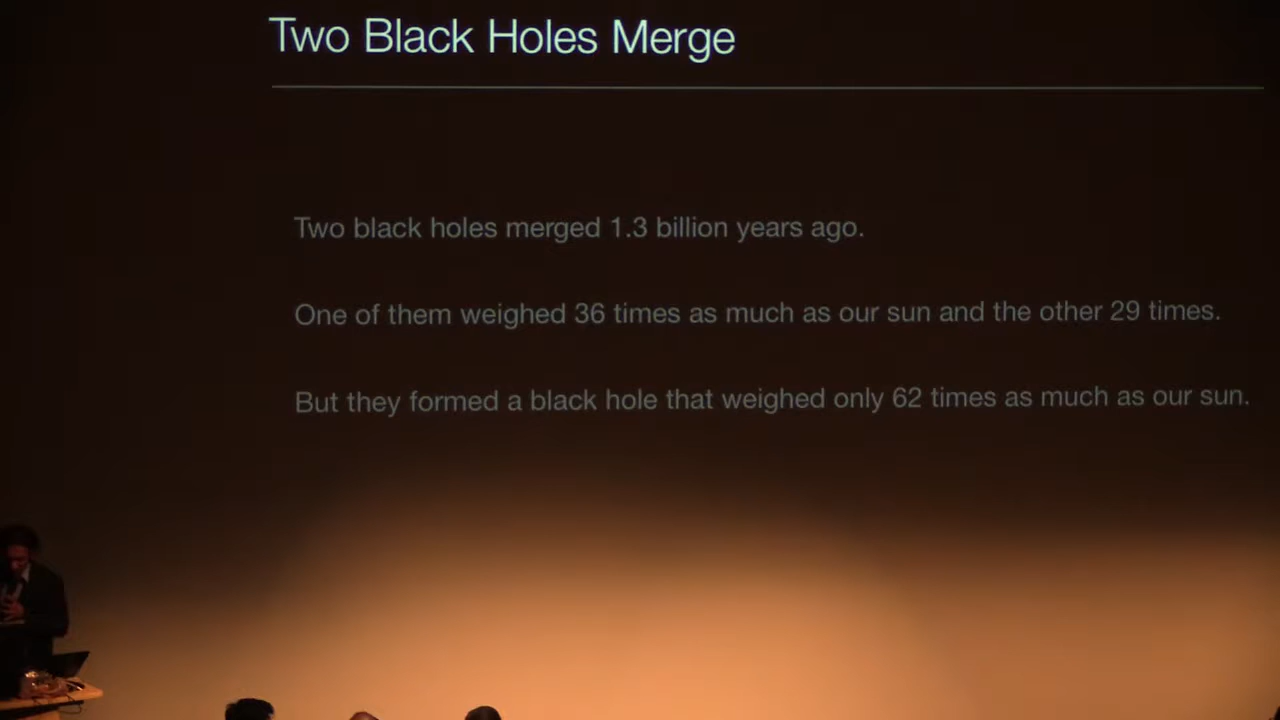 Two Black Holes Merge
Two black holes merged 1.3 billion years ago.
One of them weighed 36 times as much as our sun and the other 29 times.
But they formed a black hole that weighed only 62 times as much as our sun.